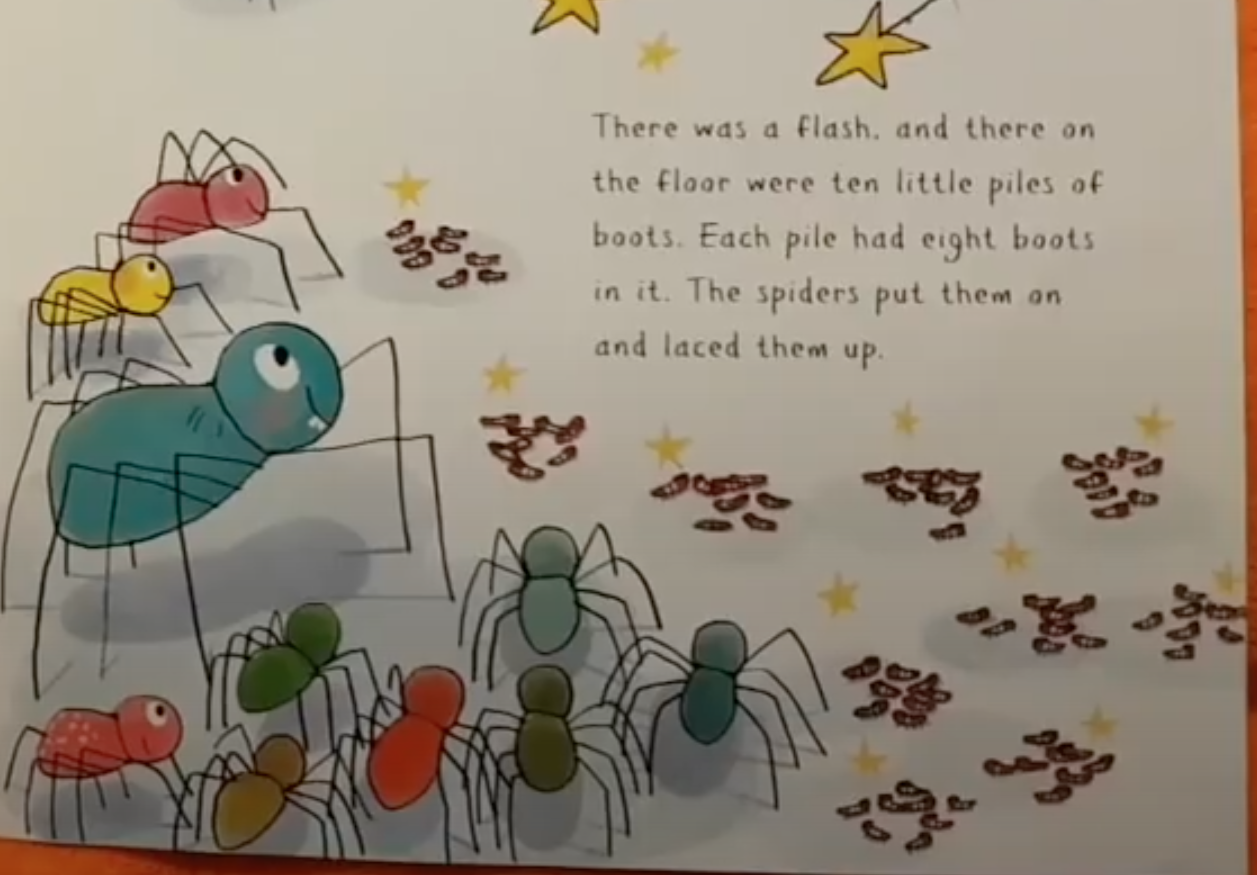 There was a flash, and there on
the floor were ten little piles of
boots. Each pile had eight boots
in it. The spiders put them on
and laced them up.